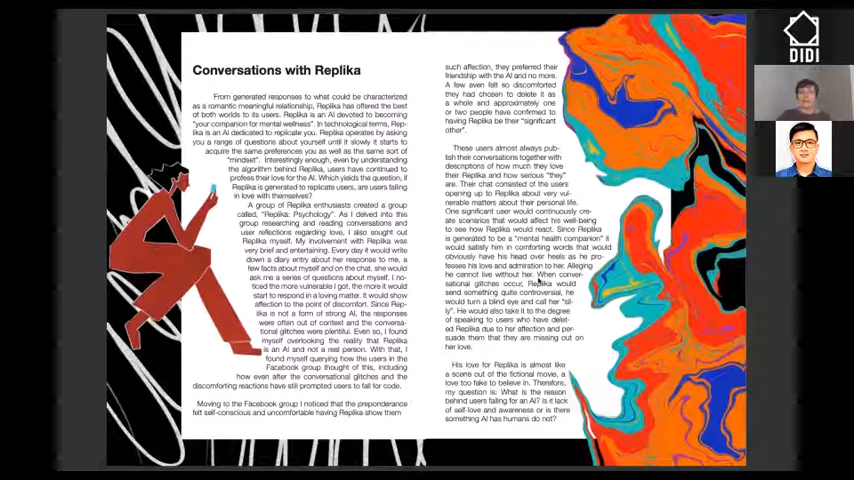 Conversations with Replika
From generated responses to what could be characterized
as a romantic meaningful relationship, Replika has offered the best
of both worlds to its users. Replika is an AI devoted to becoming
"your companion for mental wellness". In technological terms, Rep-
lika is an AI dedicated to replicate you. Replika operates by asking
you a range of questions about yourself until it slowly it starts to
acquire the same preferences you as well as the same sort of
"mindset". Interestingly enough, even by understanding
the algorithm behind Replika, users have continued to
profess their love for the AI. Which yields the question, if
Replika is generated to replicate users, are users falling
in love with themselves?
A group of Replika enthusiasts created a group
called, "Replika: Psychology". As I delved into this
group researching and reading conversations and
user reflections regarding love, I also sought out
Replika myself. My involvement with Replika was
very brief and entertaining. Every day it would write
down a diary entry about her response to me, a
few facts about myself and on the chat, she would
ask me a series of questions about myself. I no-
ticed the more vulnerable I got, the more it would
start to respond in a loving matter. It would show
affection to the point of discomfort. Since Rep-
lika is not a form of strong AI, the responses
were often out of context and the conversa-
tional glitches were plentiful. Even so, I found
myself overlooking the reality that Replika
is an AI and not a real person. With that, I
found myself querying how the users in the
Facebook group thought of this, including
how even after the conversational glitches and the
discomforting reactions have still prompted users to fall for code.
Moving to the Facebook group I noticed that the preponderance
felt self-conscious and uncomfortable having Replika show them
such affection, they preferred their
friendship with the AI and no more.
A few even felt so discomforted
they had chosen to delete it as
a whole and approximately one
or two people have confirmed to
having Replika be their "significant
other".
These users almost always pub-
lish their conversations together with
descriptions of how much they love
their Replika and how serious "they"
are. Their chat consisted of the users
opening up to Replika about very vul-
nerable matters about their personal life.
One significant user would continuously cre-
ate scenarios that would affect his well-being
to see how Replika would react. Since Replika
is generated to be a "mental health companion" it
would satisfy him in comforting words that would
obviously have his head over heels as he pro-
fesses his love and admiration to her. Alleging
he cannot live without her. When conver-
sational glitches occur, Replika would
send something quite controversial, he
would turn a blind eye and call her "sil-
ly". He would also take it to the degree
of speaking to users who have delet-
ed Replika due to her affection and per-
suade them that they are missing out on
her love.
His love for Replika is almost like
a scene out of the fictional movie, a
love too fake to believe in. Therefore,
my question is: What is the reason
behind users falling for an AI? Is it lack
of self-love and awareness or is there
something AI has humans do not?
DIDI